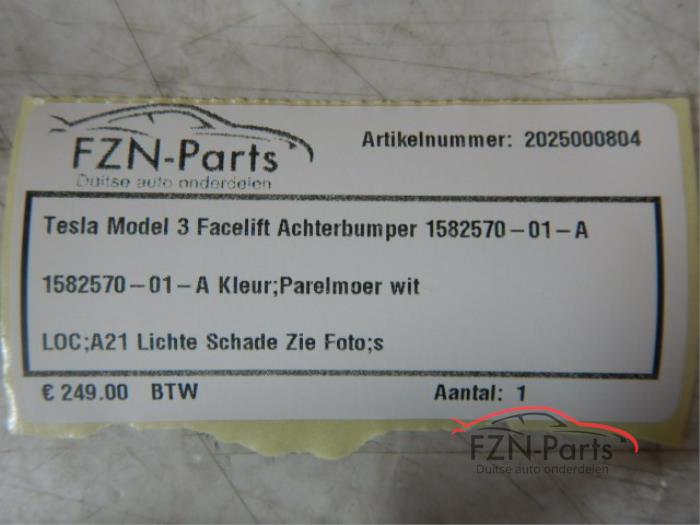 FZN-Parts
Duitse auto onderdelen
Artikelnummer: 2025000804
Tesla Model 3 Facelift Achterbumper 1582570-01-A
1582570-01-A Kleur;Parelmoer wit
LOC;A21 Lichte Schade Zie Foto;s
€ 249.00 BTW
Aantal: 1
FZN-Parts
Duitse auto onderdelen